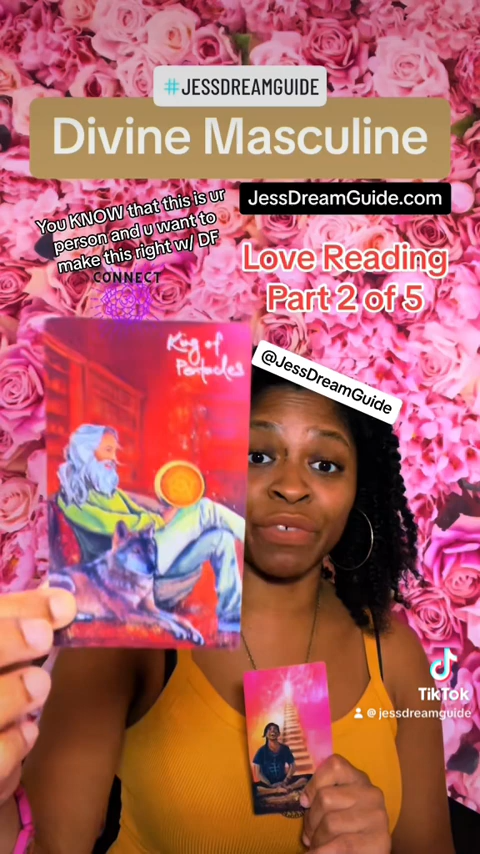 #JESSDREAMGUIDE
Divine Masculine
JessDreamGuide.com
You KNOW that this is ur
person and u want to
make this right w/ DF
CONNECT
Love Reading
Part 2 of 5
King of
Pentacles
@JessDreamGuide
TikTok
@jessdreamguide